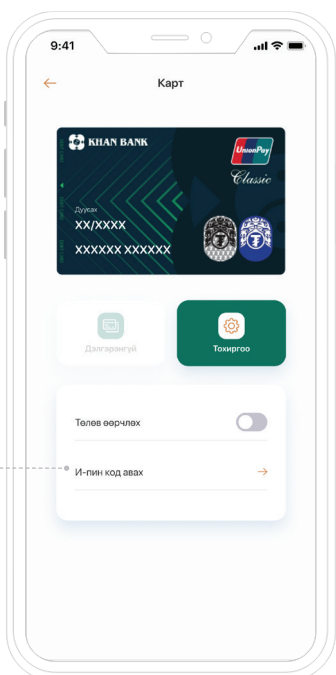 9:41
Карт
KHAN BANK
UnionPay
Classic
Дуусах
XX/XXXX
XXXXXX XXXXXX
Дэлгэрэнгүй
Тохиргоо
Төлөв өөрчлөх
И-пин код авах